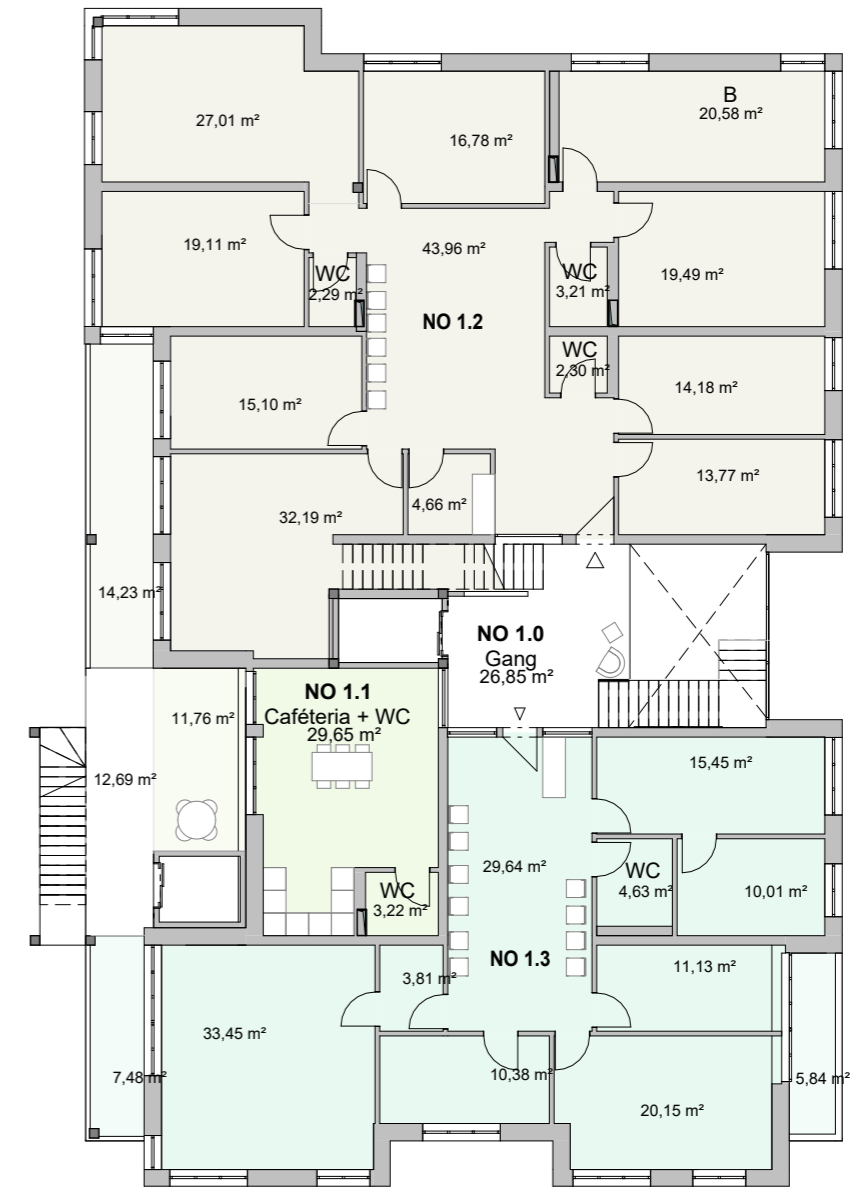 B
20,58 m²
27,01 m²
16,78 m²
19,11 m²
43,96 m²
WC
2,29 m²
WC
3,21 m²
19,49 m²
NO 1.2
WC
2,30 m²
14,18 m²
15,10 m²
13,77 m²
4,66 m²
32,19 m²
14,23 m²
NO 1.0
Gang
26,85 m²
NO 1.1
Caféteria + WC
29,65 m²
11,76 m²
12,69 m²
15,45 m²
29,64 m²
WC
4,63 m²
10,01 m²
WC
3,22 m²
NO 1.3
11,13 m²
3,81 m²
33,45 m²
7,48 m²
10,38 m²
5,84 m²
20,15 m²